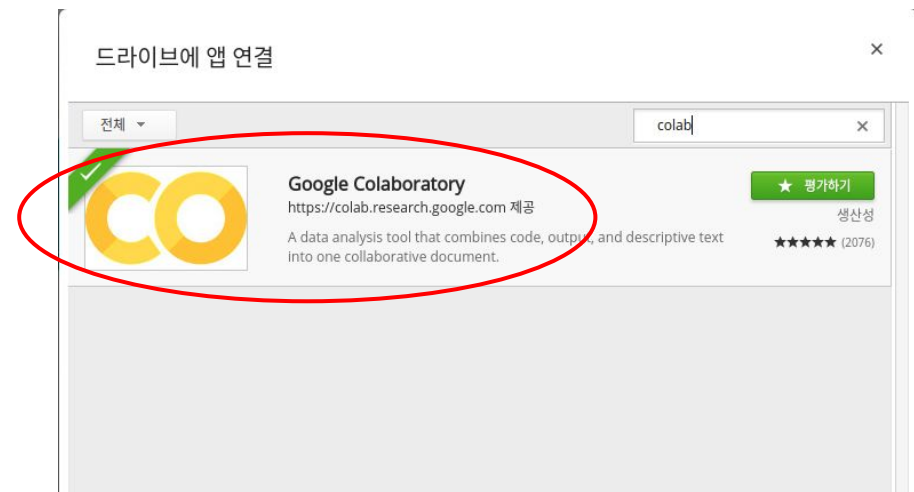 드라이브에 앱 연결
×
전체
colab
×
CO
Google Colaboratory
https://colab.research.google.com 제공
A data analysis tool that combines code, output, and descriptive text
into one collaborative document.
★ 평가하기
생산성
★★★★★ (2076)